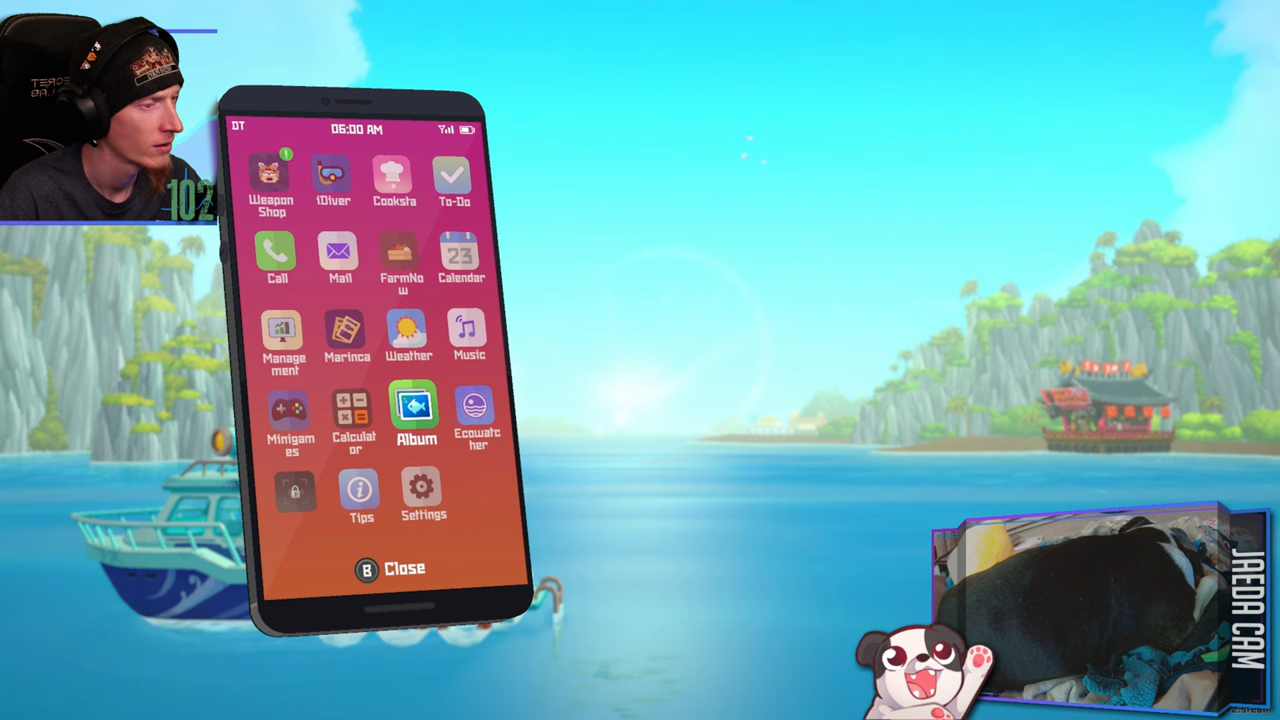 DT
06:00 AM
Weapon
Shop
iDiver
Cooksta
To-Do
Call
Mail
FarmNo
w
Calendar
23
Manage
ment
Marinca
Weather
Music
Minigam
es
Calculat
or
Album
Ecowatc
her
Tips
Settings
B Close
102
JAEDA CAM